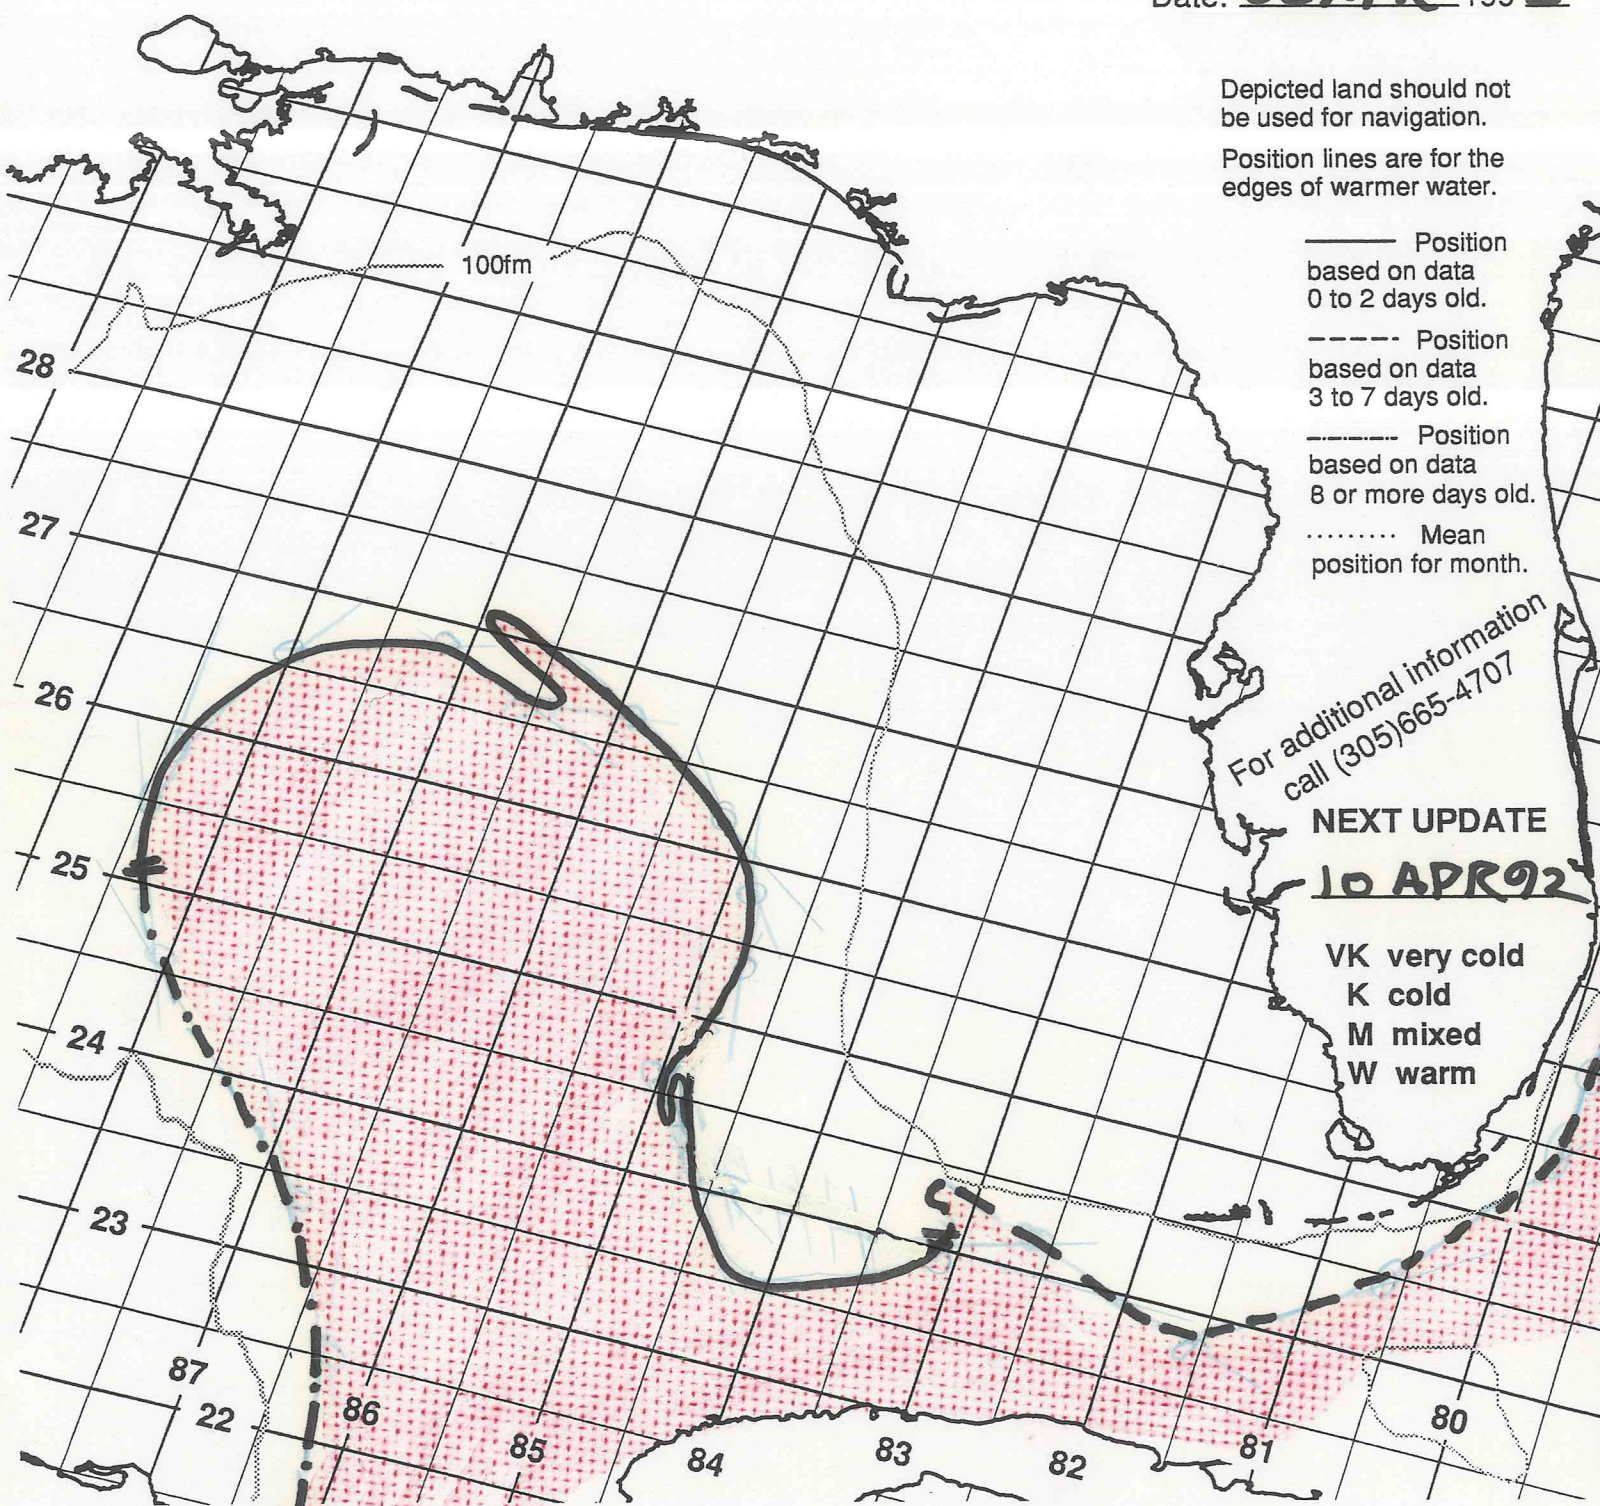 Date:
Depicted land should not
be used for navigation.
Position lines are for the
edges of warmer water.
Position
based on data
0 to 2 days old.
Position
based on data
3 to 7 days old.
Position
based on data
8 or more days old.
Mean
position for month.
For additional information
call (305)665-4707
NEXT UPDATE
10 APR92
VK very cold
K cold
M mixed
W warm
100fm
28
27
26
25
24
23
22
87
86
85
84
83
82
81
80